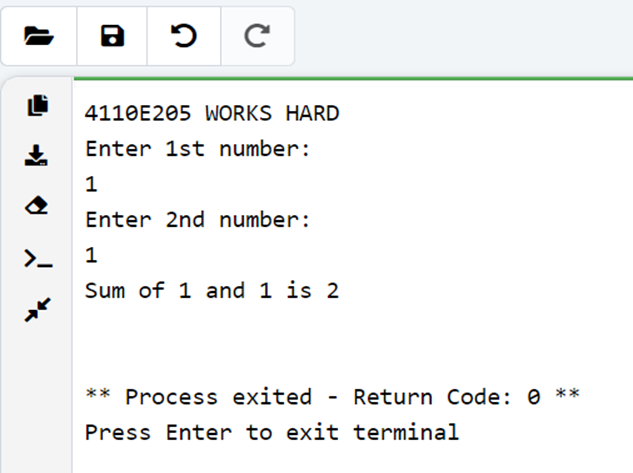 4110E205 WORKS HARD
Enter 1st number:
1
Enter 2nd number:
1
Sum of 1 and 1 is 2
** Process exited - Return Code: 0 **
Press Enter to exit terminal